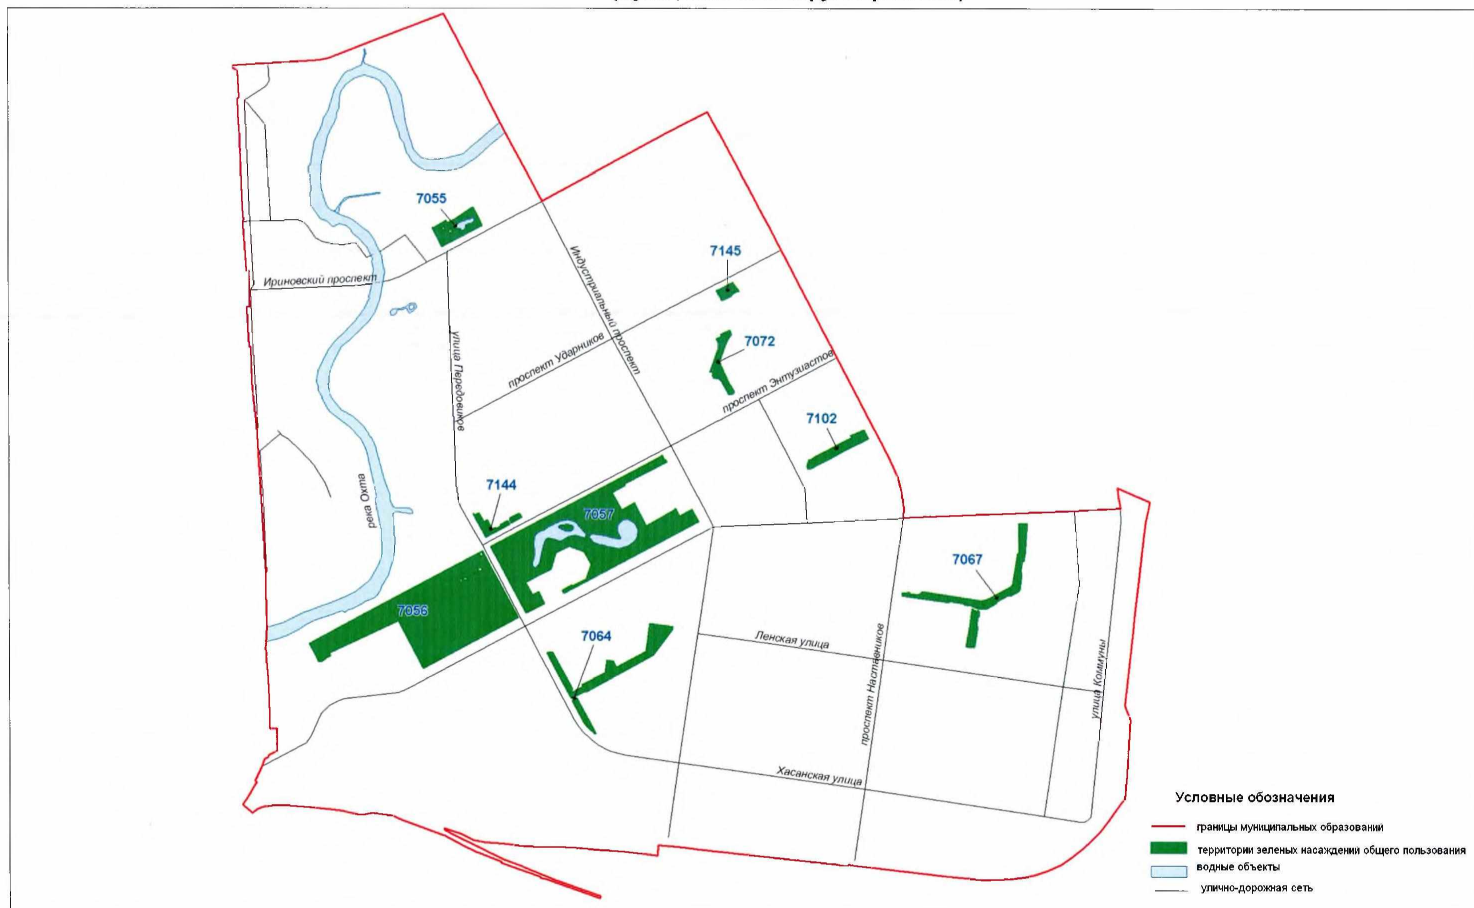 7055
7145
Ириновский проспект
Индустриальный проспект
7072
улица Передовиков
проспект Ударников
проспект Энтузиастов
7102
7144
река Охта
7057
7067
7056
7064
Ленская улица
проспект Наставников
улица Коммуны
Хасанская улица
Условные обозначения
границы муниципальных образований
территории зеленых насаждении общего пользования
водные объекты
улично-дорожная сеть